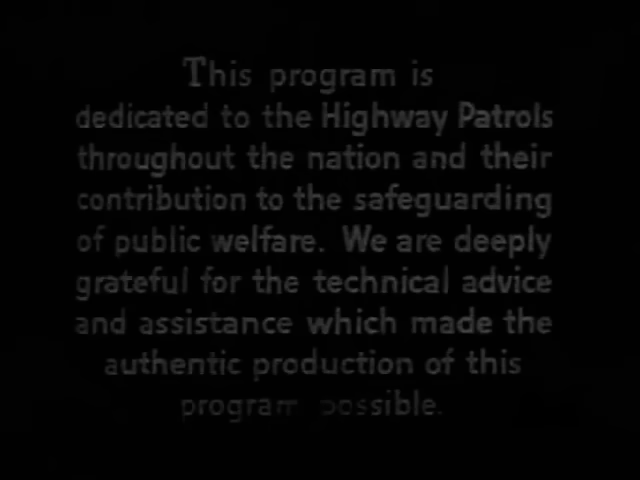 This program is
dedicated to the Highway Patrols
throughout the nation and their
contribution to the safeguarding
of public welfare. We are deeply
grateful for the technical advice
and assistance which made the
authentic production of this
program possible.